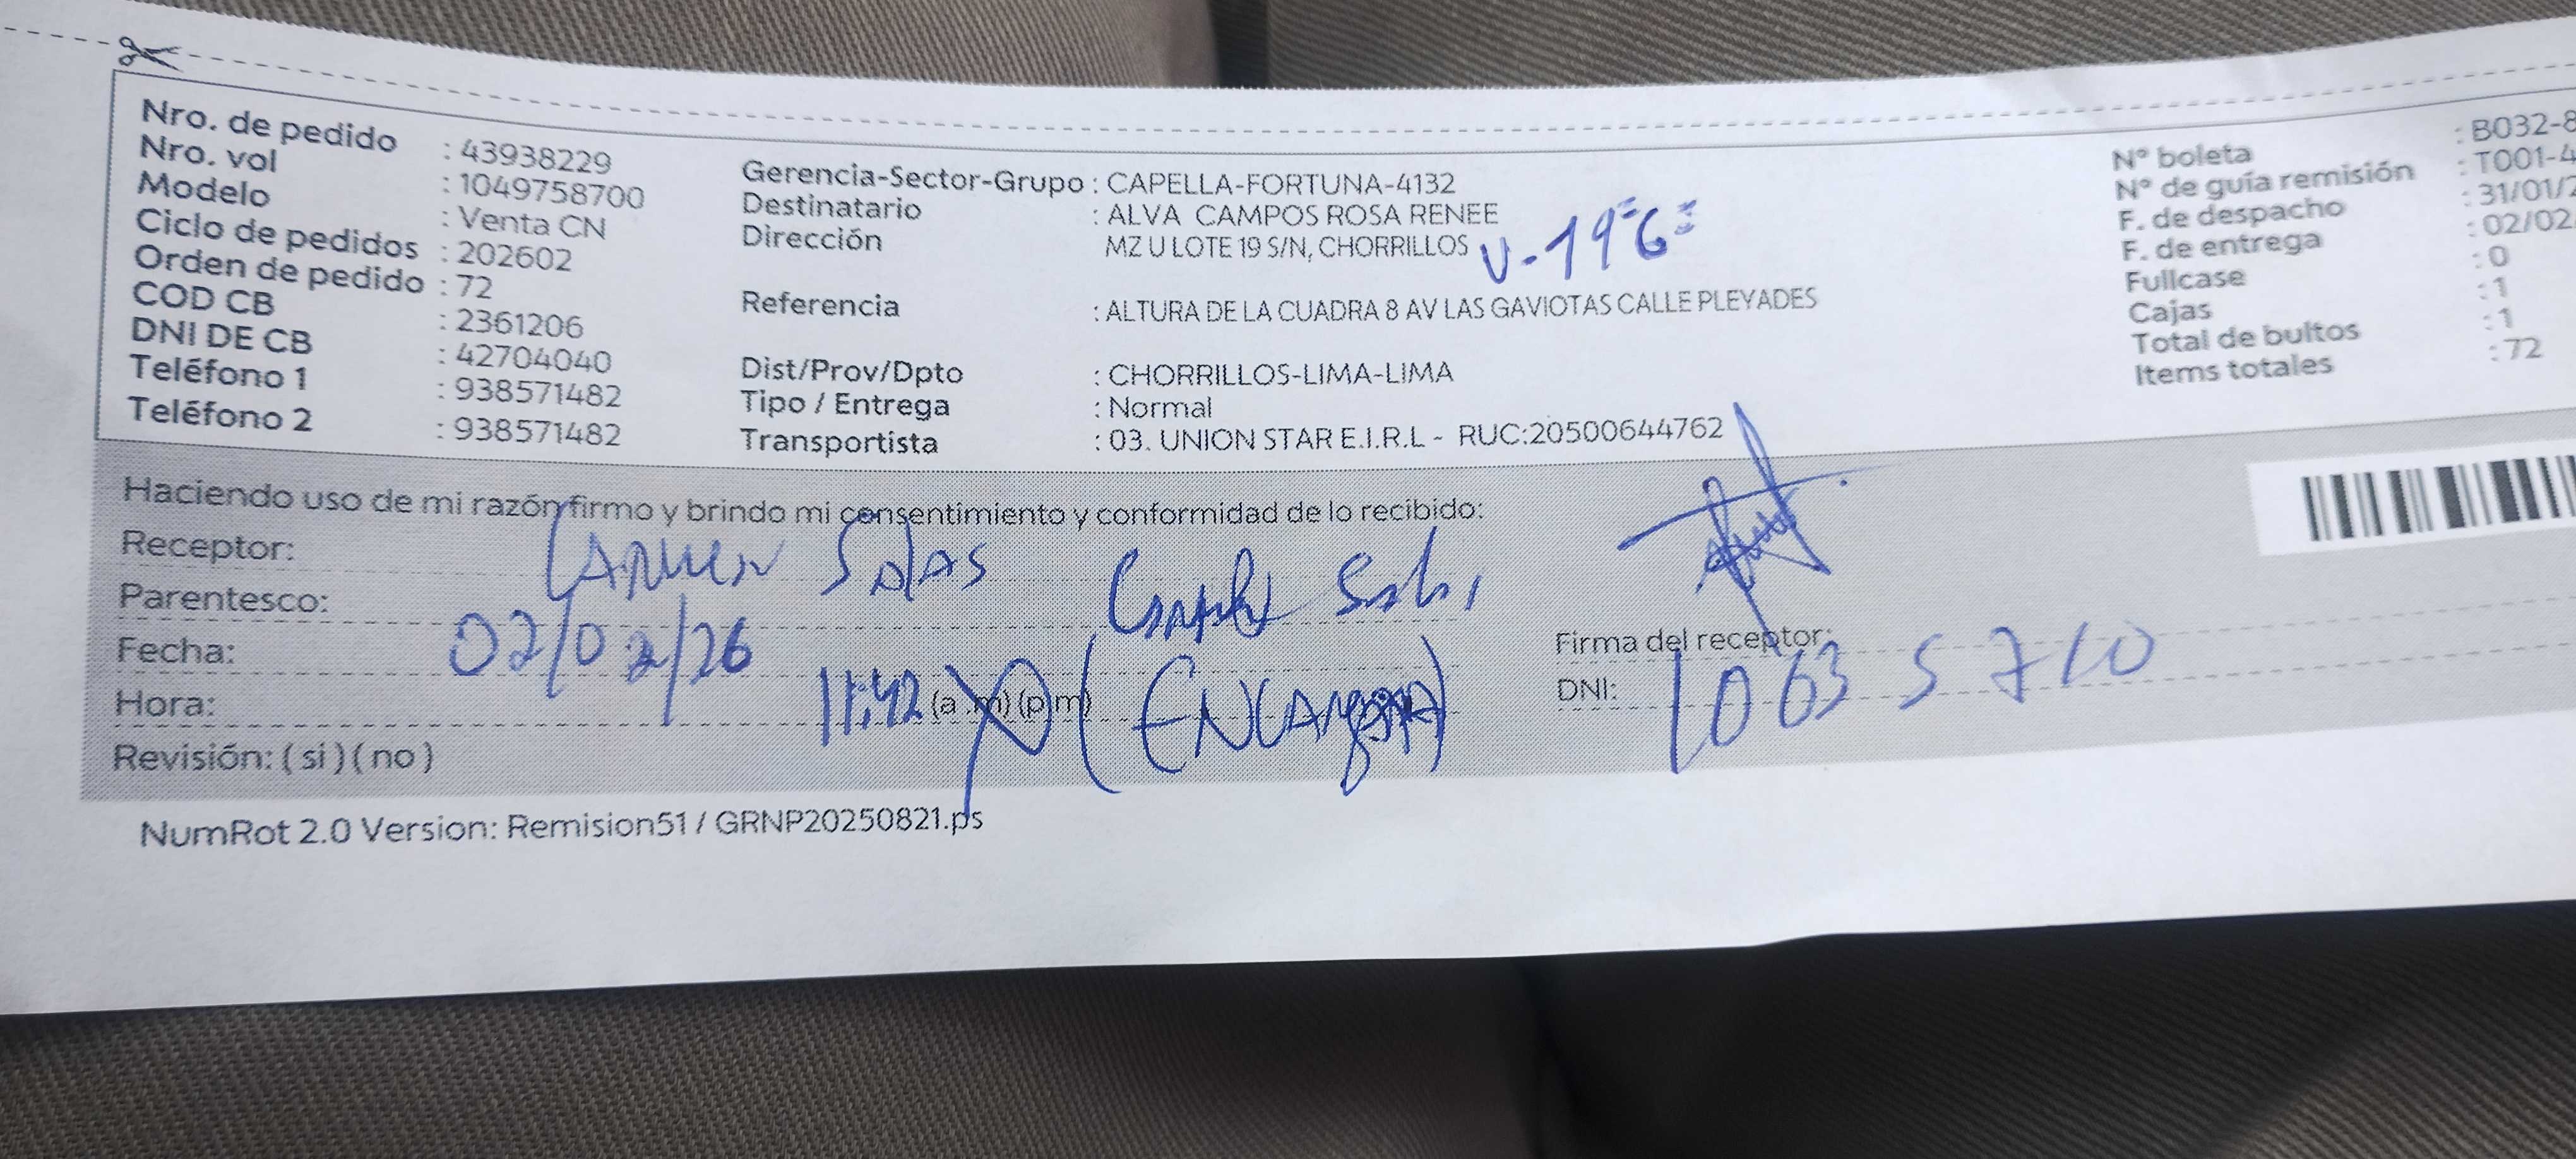 Nro. de pedido : 43938229
Nro. vol : 1049758700
Modelo : Venta CN
Ciclo de pedidos : 202602
Orden de pedido : 72
COD CB : 2361206
DNI DE CB : 42704040
Teléfono 1 : 938571482
Teléfono 2 : 938571482
Gerencia-Sector-Grupo : CAPELLA-FORTUNA-4132
Destinatario : ALVA CAMPOS ROSA RENEE
Dirección MZ U LOTE 19 S/N, CHORRILLOS
Referencia : ALTURA DE LA CUADRA 8 AV LAS GAVIOTAS CALLE PLEYADES
Dist/Prov/Dpto : CHORRILLOS-LIMA-LIMA
Tipo / Entrega : Normal
Transportista : 03. UNION STAR E.I.R.L - RUC:20500644762
N° boleta : B032-8
N° de guía remisión : T001-4
F. de despacho : 31/01/2
F. de entrega : 02/02
Fullcase : 0
Cajas : 1
Total de bultos : 1
Items totales : 72
Haciendo uso de mi razón firmo y brindo mi consentimiento y conformidad de lo recibido:
Receptor: CARMEN SALAS
Parentesco:
Fecha: 02/02/26
Hora: 11:42 (a .m) (p.m)
Revisión: ( si ) ( no )
Firma del receptor:
DNI: 10635710
NumRot 2.0 Version: Remision51 / GRNP20250821.ps